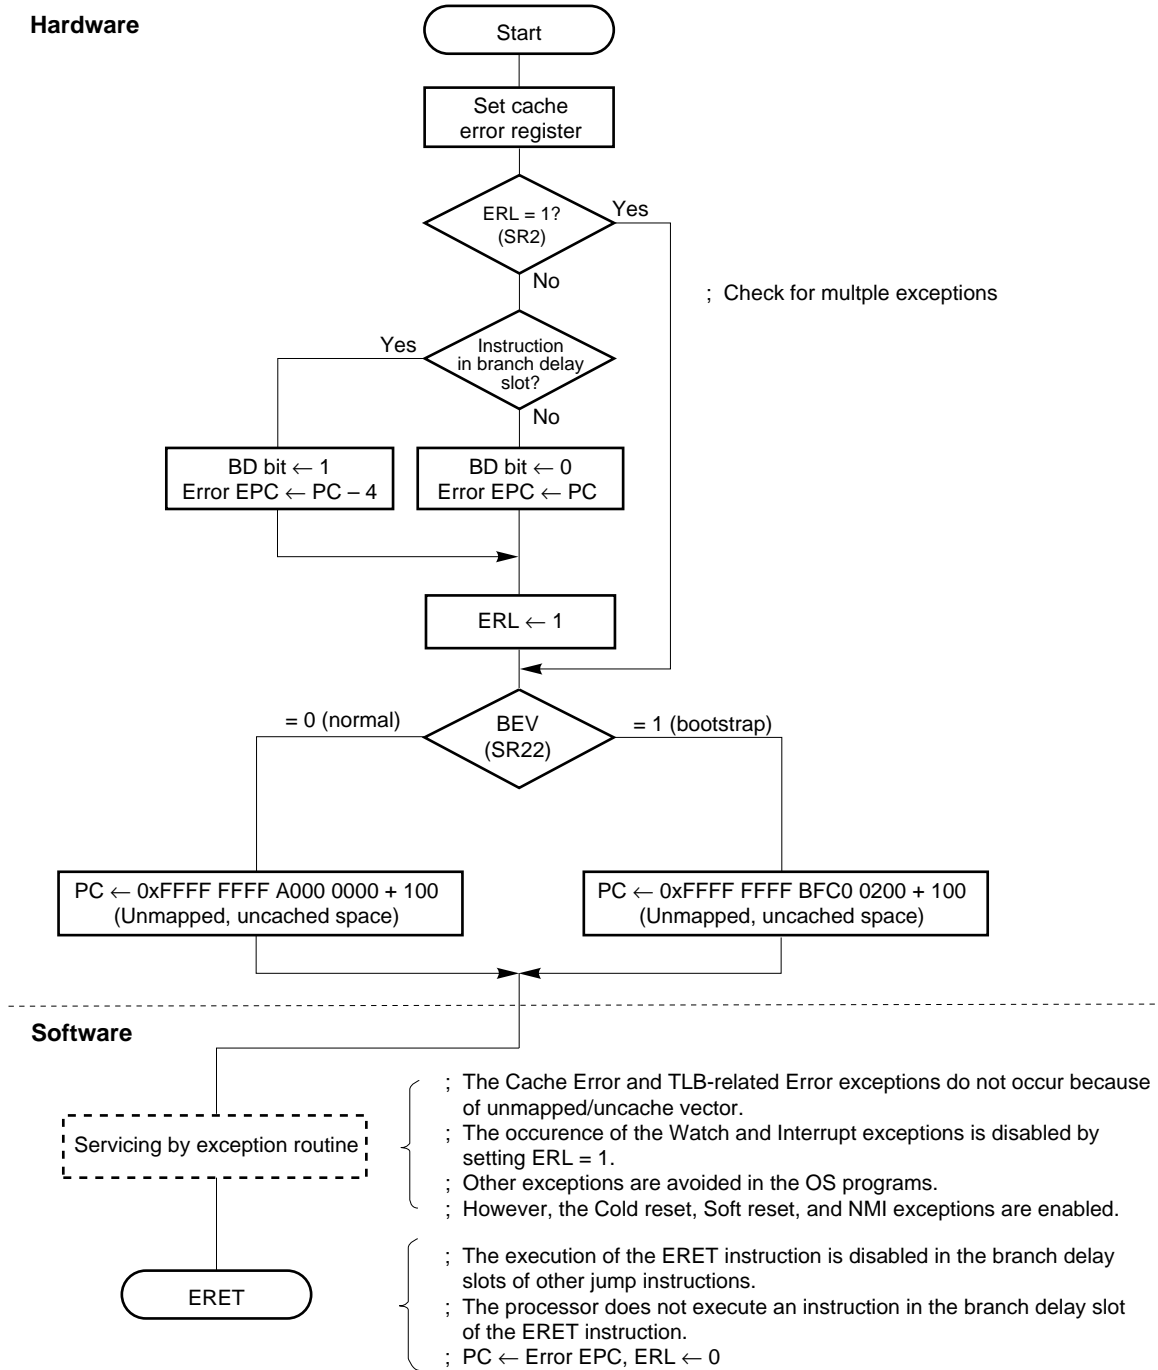 Hardware
Start
Set cache
error register
ERL = 1?
(SR2)
Yes
No
; Check for multple exceptions
Yes
Instruction
in branch delay
slot?
No
BD bit ← 1
Error EPC ← PC – 4
BD bit ← 0
Error EPC ← PC
ERL ← 1
= 0 (normal)
BEV
(SR22)
= 1 (bootstrap)
PC ← 0xFFFF FFFF A000 0000 + 100
(Unmapped, uncached space)
PC ← 0xFFFF FFFF BFC0 0200 + 100
(Unmapped, uncached space)
Software
Servicing by exception routine
; The Cache Error and TLB-related Error exceptions do not occur because
of unmapped/uncache vector.
; The occurence of the Watch and Interrupt exceptions is disabled by
setting ERL = 1.
; Other exceptions are avoided in the OS programs.
; However, the Cold reset, Soft reset, and NMI exceptions are enabled.
ERET
; The execution of the ERET instruction is disabled in the branch delay
slots of other jump instructions.
; The processor does not execute an instruction in the branch delay slot
of the ERET instruction.
; PC ← Error EPC, ERL ← 0